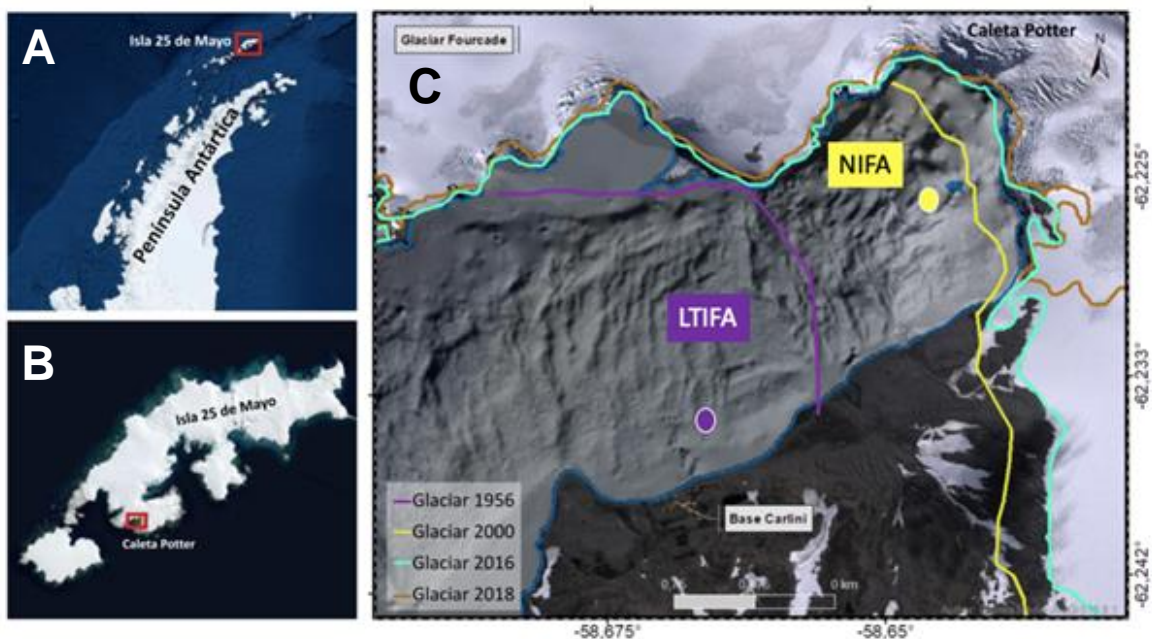 A
Isla 25 de Mayo
Península Antártica
B
Isla 25 de Mayo
Caleta Potter
Glaciar Fourcade
C
Caleta Potter
N
NIFA
LTIFA
Base Carlini
Glaciar 1956
Glaciar 2000
Glaciar 2016
Glaciar 2018
0 km
-62,225°
-62,233°
-62,242°
-58,675°
-58,65°